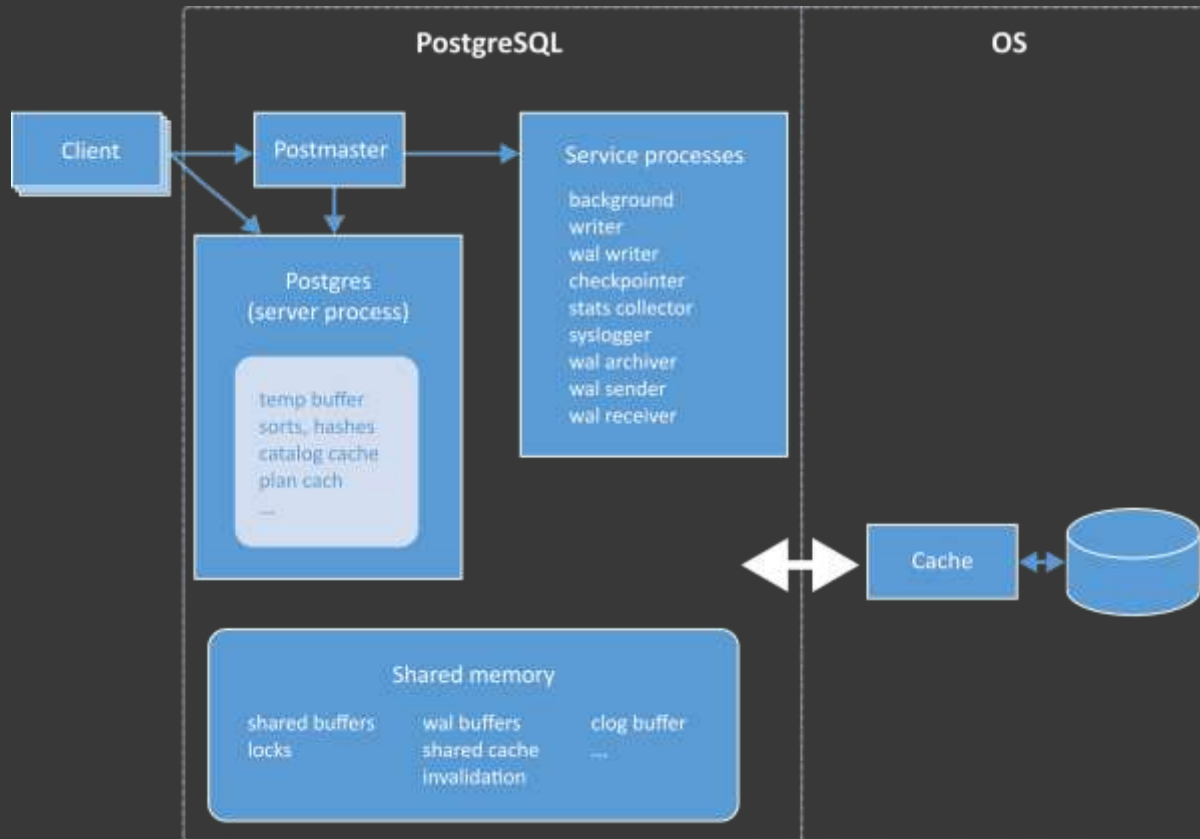 PostgreSQL
OS
Client
Postmaster
Service processes
background
writer
wal writer
checkpointer
stats collector
syslogger
wal archiver
wal sender
wal receiver
Postgres
(server process)
temp buffer
sorts, hashes
catalog cache
plan cach
...
Cache
Shared memory
shared buffers
locks
wal buffers
shared cache
invalidation
clog buffer
...